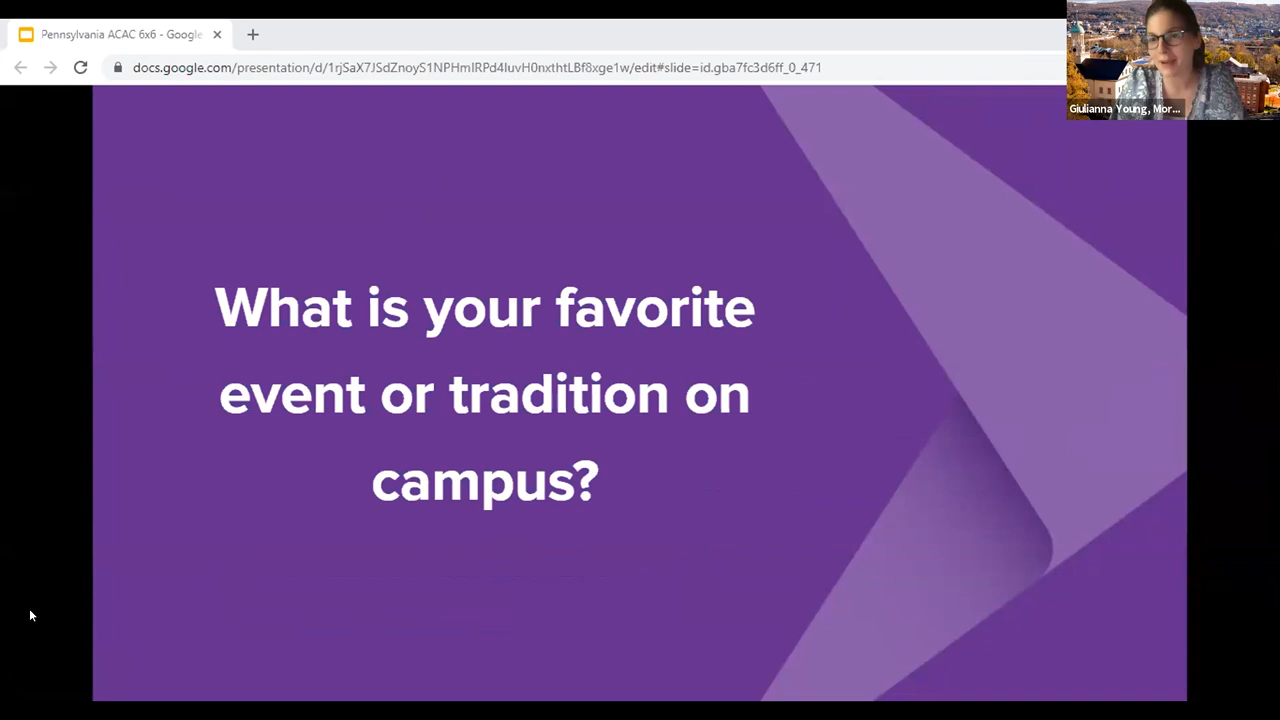 Pennsylvania ACAC 6x6 - Google
docs.google.com/presentation/d/1rjSaX7JSdZnoyS1NPHmIRPd4luvH0nxthtLBf8xge1w/edit#slide=id.gba7fc3d6ff_0_471
Giulianna Young, Mor...
What is your favorite
event or tradition on
campus?